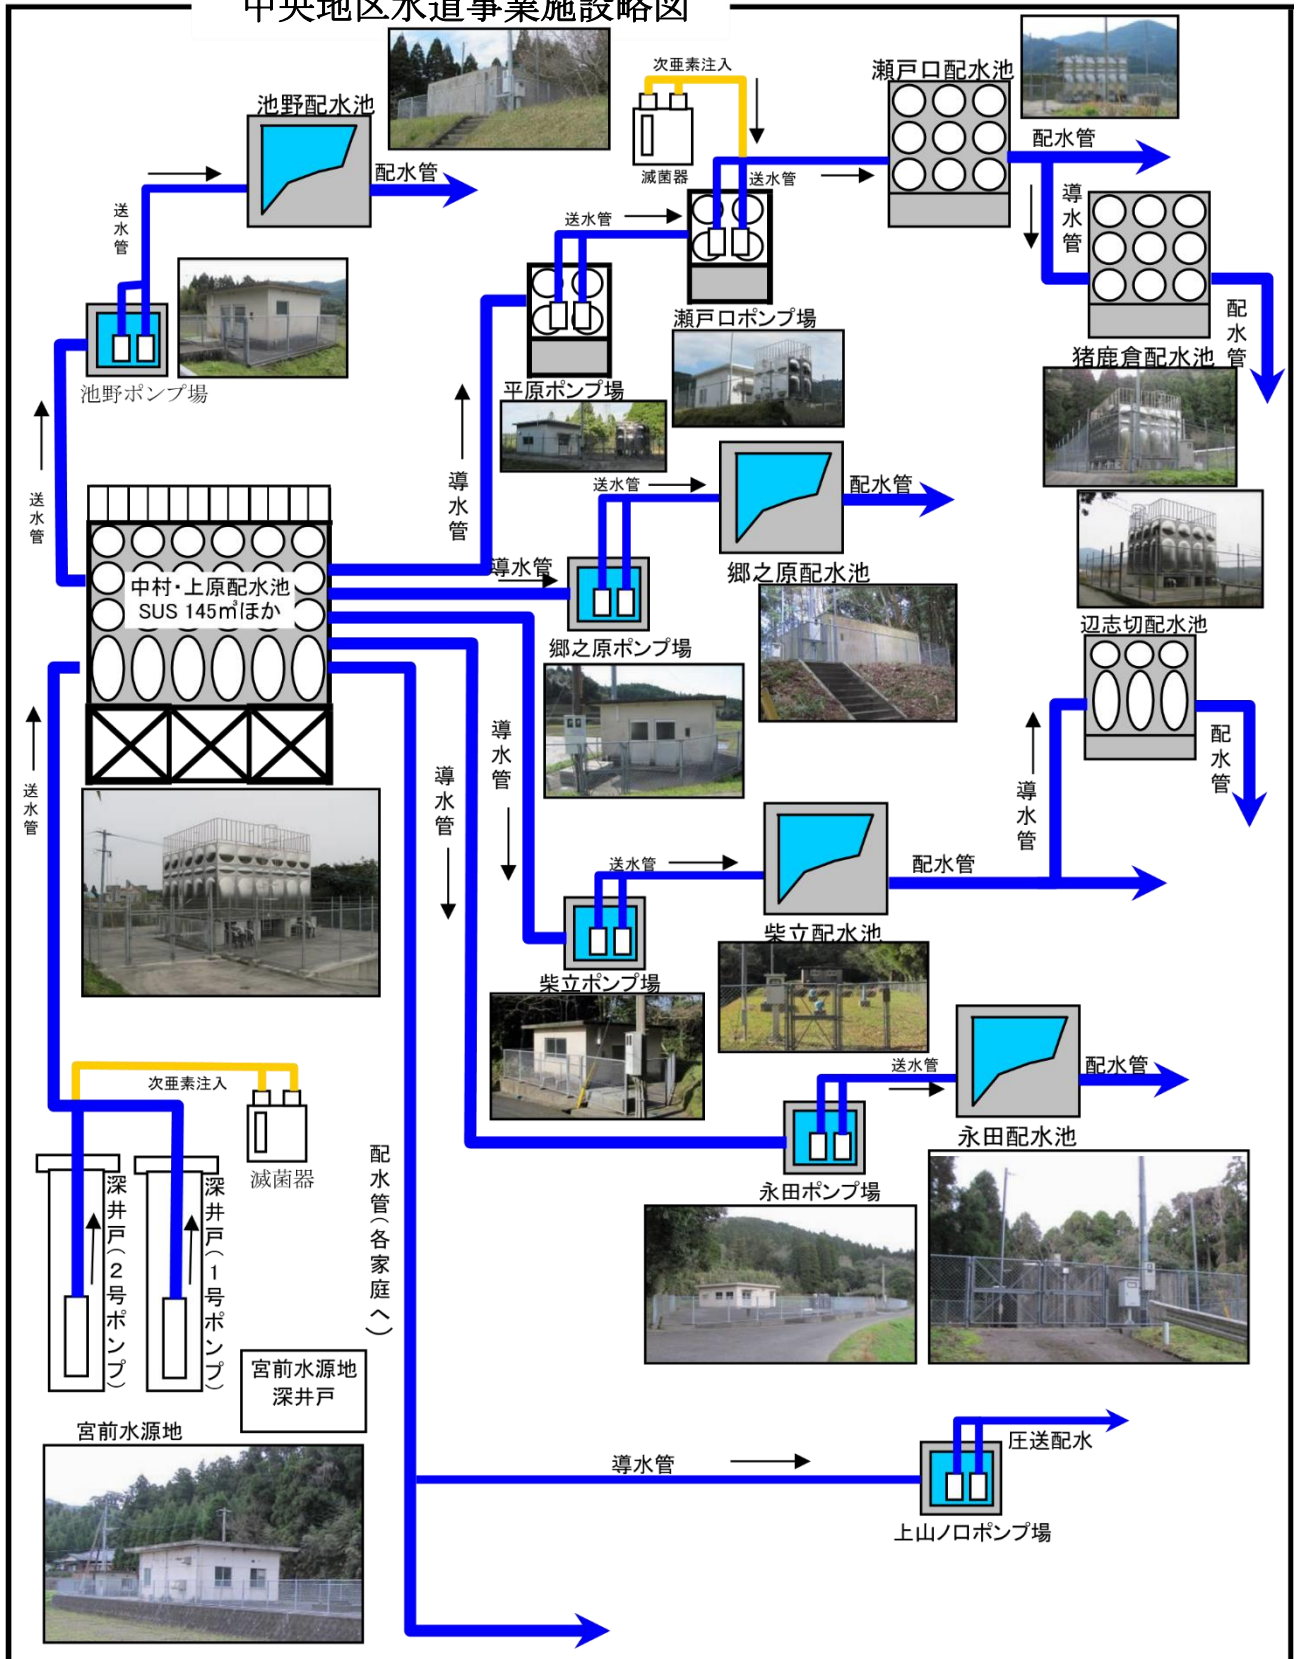 中央地区水道事業施設略図
池野配水池
配水管
送水管
池野ポンプ場
送水管
次亜素注入
滅菌器
送水管
瀬戸口配水池
配水管
導水管
猪鹿倉配水池
配水管
送水管
瀬戸口ポンプ場
平原ポンプ場
導水管
中村・上原配水池
SUS 145㎥ほか
導水管
送水管
配水管
郷之原配水池
郷之原ポンプ場
辺志切配水池
配水管
導水管
導水管
導水管
送水管
送水管
配水管
柴立配水池
柴立ポンプ場
送水管
配水管
永田配水池
永田ポンプ場
次亜素注入
滅菌器
深井戸(2号ポンプ)
深井戸(1号ポンプ)
配水管(各家庭へ)
宮前水源地
深井戸
宮前水源地
導水管
圧送配水
上山ノ口ポンプ場